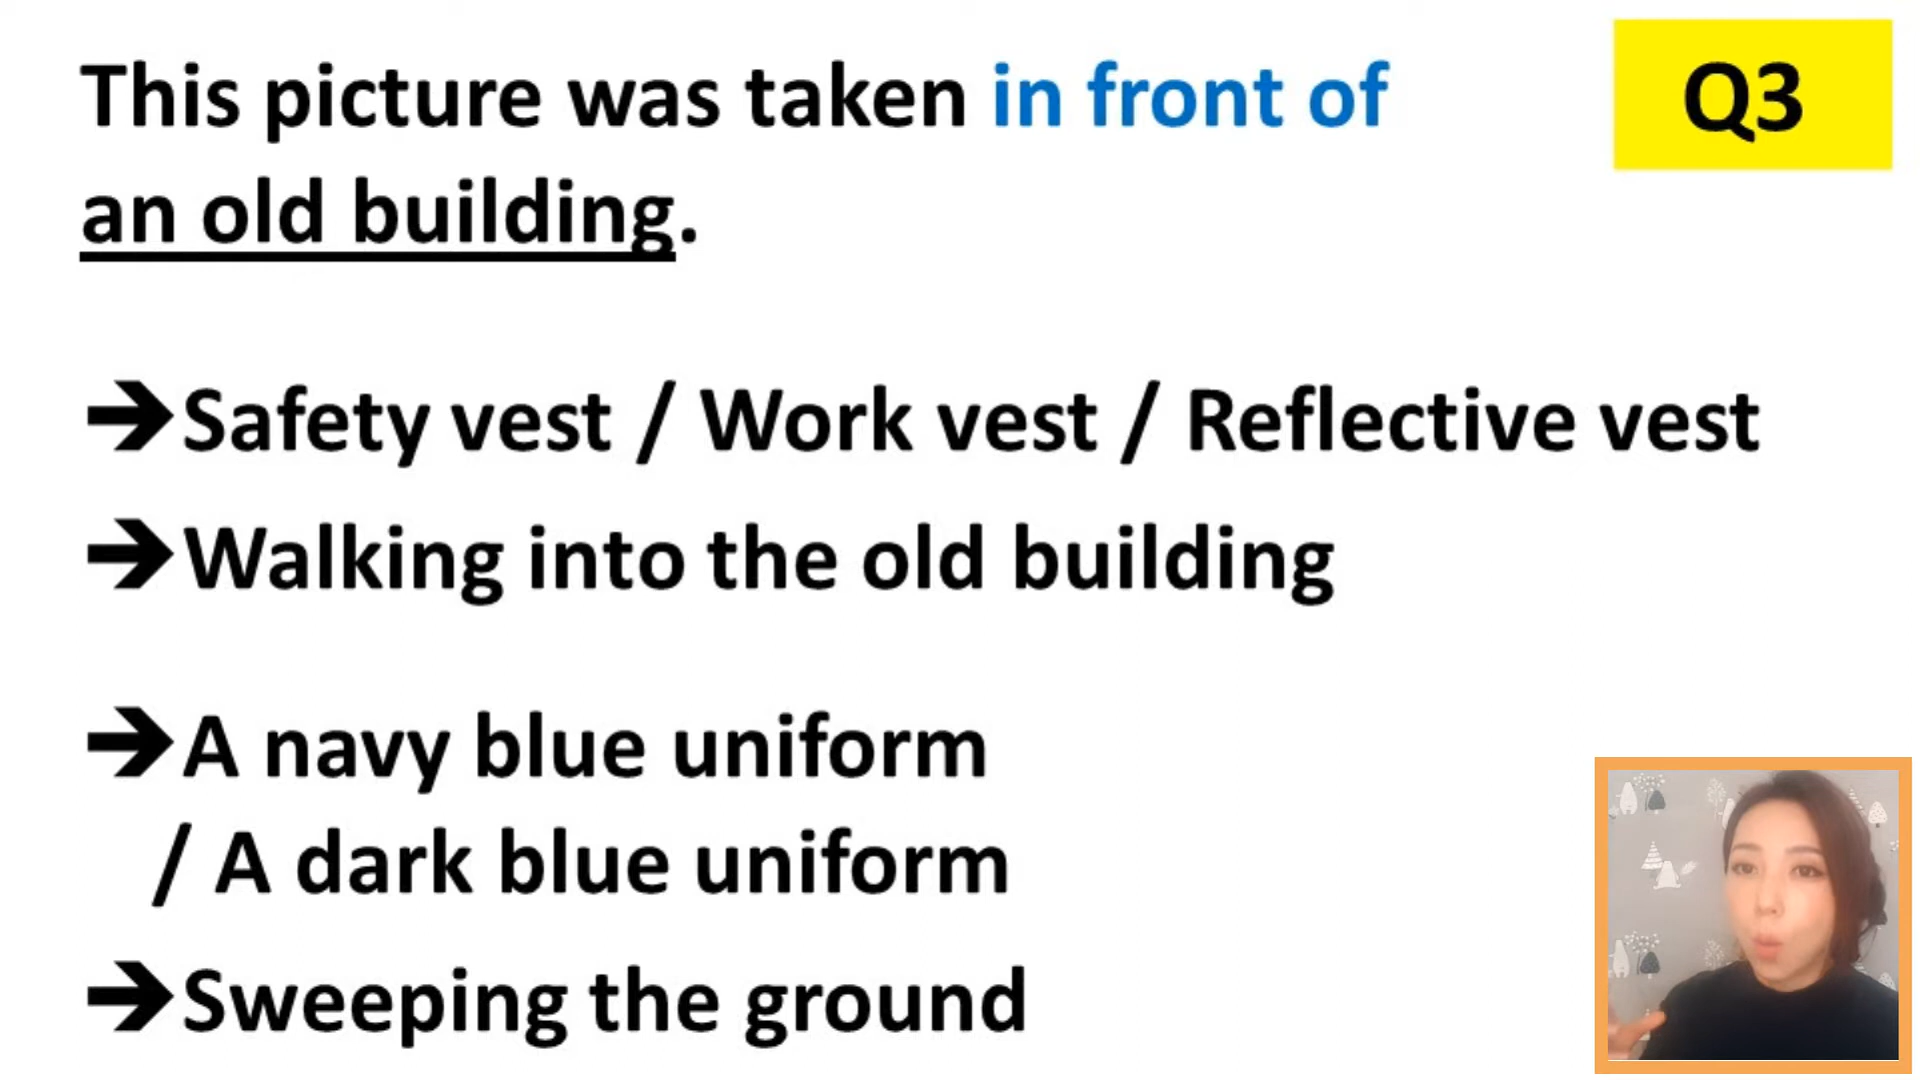 This picture was taken in front of
Q3
an old building.
➔Safety vest / Work vest / Reflective vest
➔Walking into the old building
➔A navy blue uniform
/ A dark blue uniform
➔Sweeping the ground